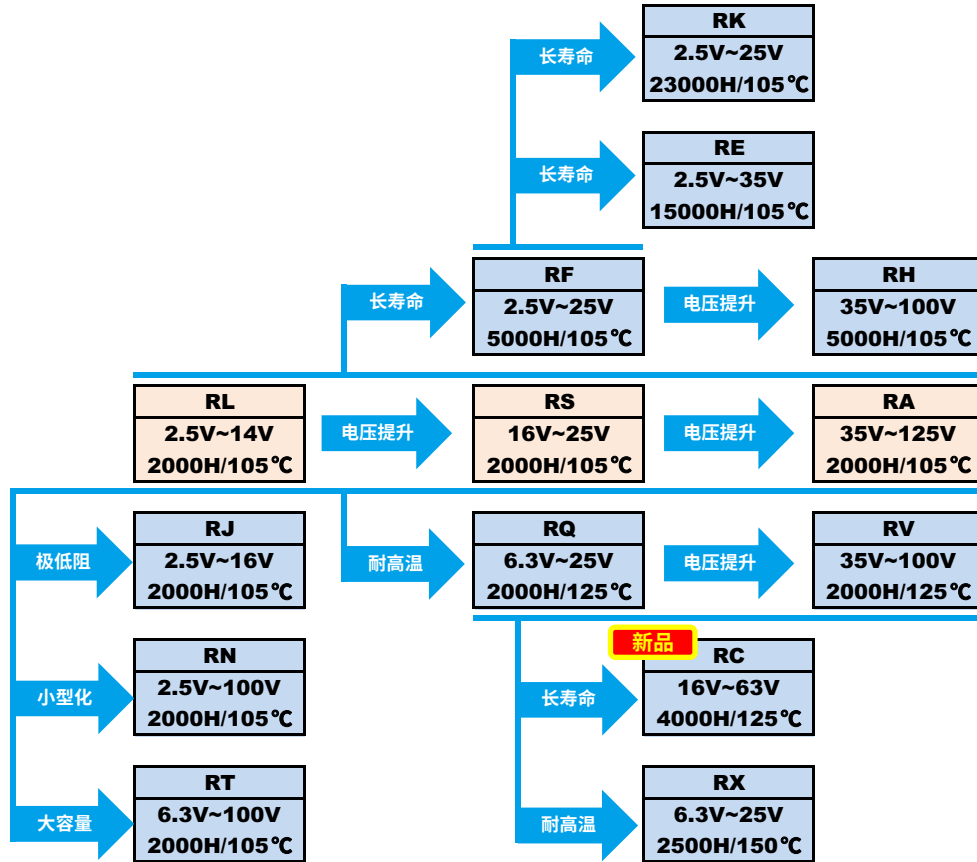 RK
2.5V~25V
长寿命
23000H/105℃
RE
2.5V~35V
长寿命
15000H/105℃
RF
2.5V~25V
5000H/105℃
长寿命
电压提升
RH
35V~100V
5000H/105℃
RL
2.5V~14V
2000H/105℃
电压提升
RS
16V~25V
2000H/105℃
电压提升
RA
35V~125V
2000H/105℃
极低阻
RJ
2.5V~16V
2000H/105℃
耐高温
RQ
6.3V~25V
2000H/125℃
电压提升
RV
35V~100V
2000H/125℃
小型化
RN
2.5V~100V
2000H/105℃
新品
长寿命
RC
16V~63V
4000H/125℃
大容量
RT
6.3V~100V
2000H/105℃
耐高温
RX
6.3V~25V
2500H/150℃